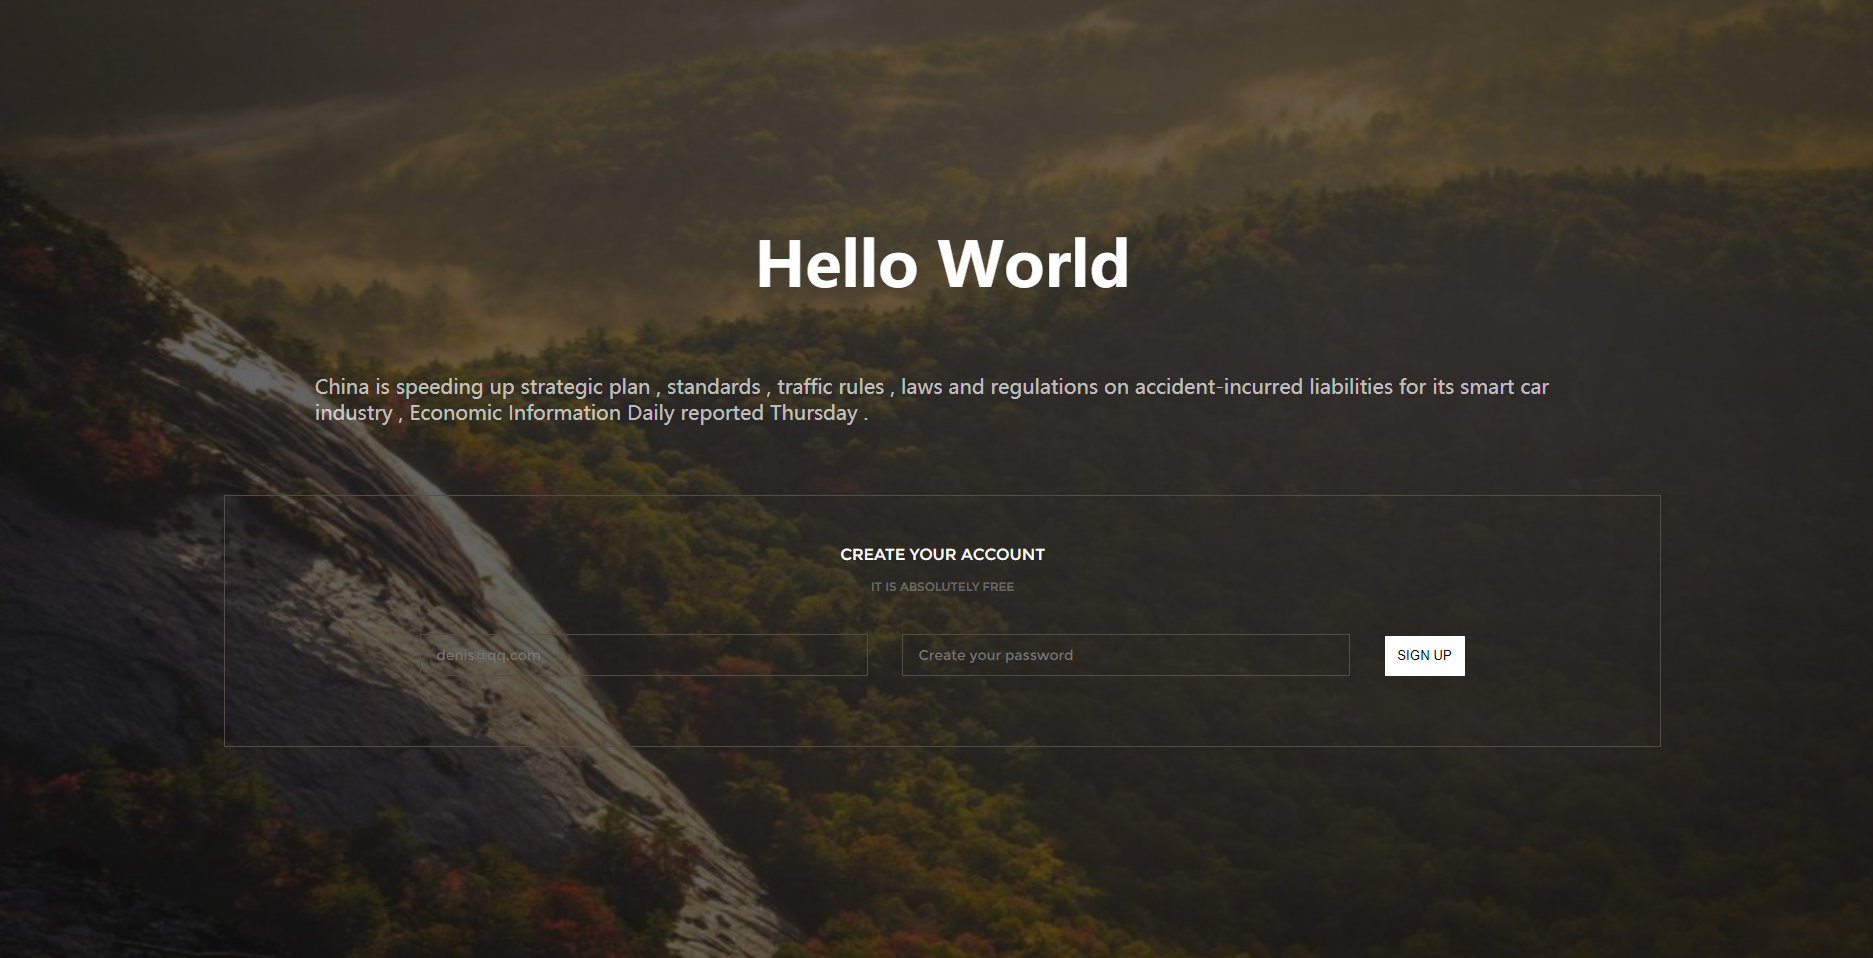 Hello World
China is speeding up strategic plan , standards , traffic rules , laws and regulations on accident-incurred liabilities for its smart car
industry , Economic Information Daily reported Thursday .
CREATE YOUR ACCOUNT
IT IS ABSOLUTELY FREE
denis@qq.com
Create your password
SIGN UP